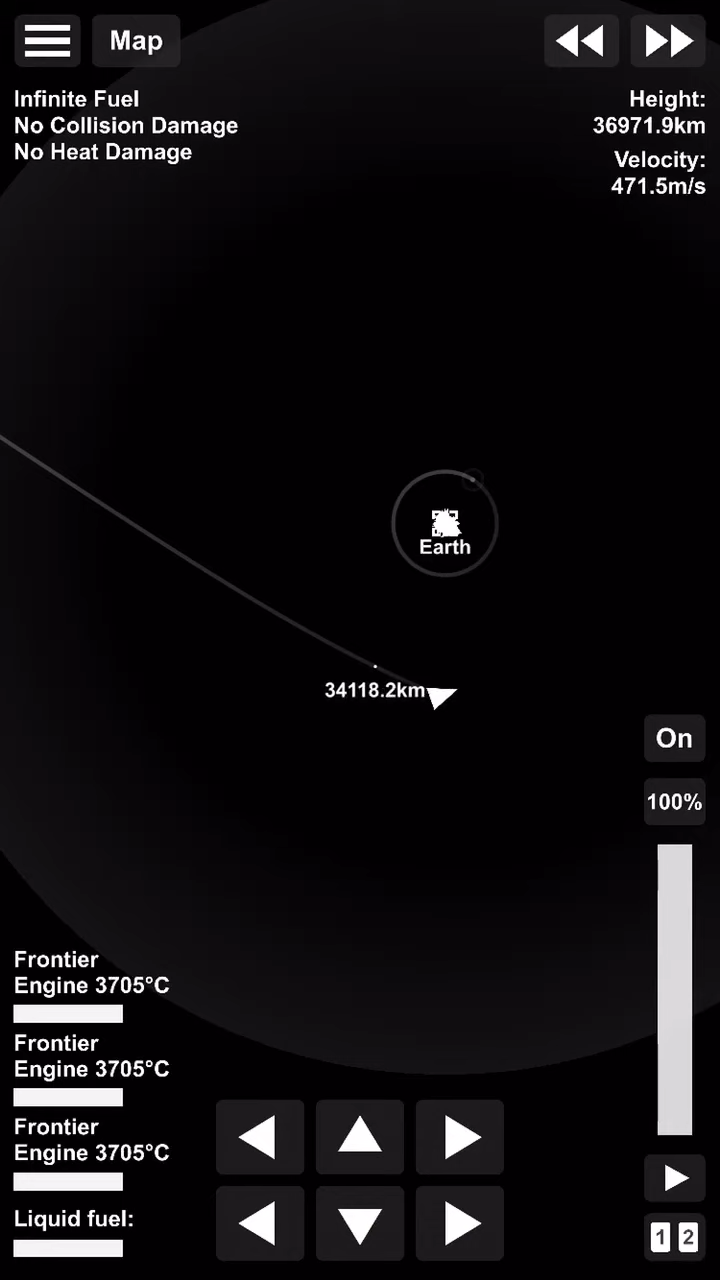 Map
Infinite Fuel
No Collision Damage
No Heat Damage
Height:
36971.9km
Velocity:
471.5m/s
Earth
34118.2km
On
100%
Frontier
Engine 3705°C
Frontier
Engine 3705°C
Frontier
Engine 3705°C
Liquid fuel:
1 2